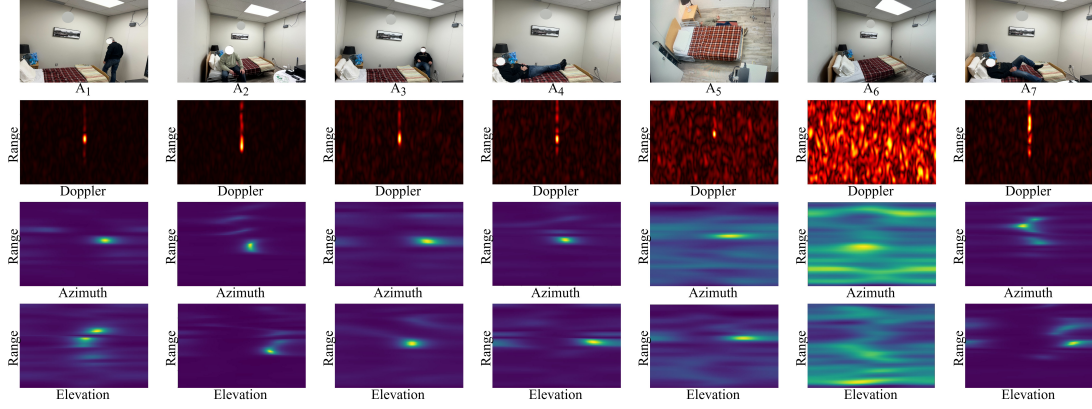 A1 A2 A3 A4 A5 A6 A7
Range Range Range Range Range Range Range
Doppler Doppler Doppler Doppler Doppler Doppler Doppler
Range Range Range Range Range Range Range
Azimuth Azimuth Azimuth Azimuth Azimuth Azimuth Azimuth
Range Range Range Range Range Range Range
Elevation Elevation Elevation Elevation Elevation Elevation Elevation